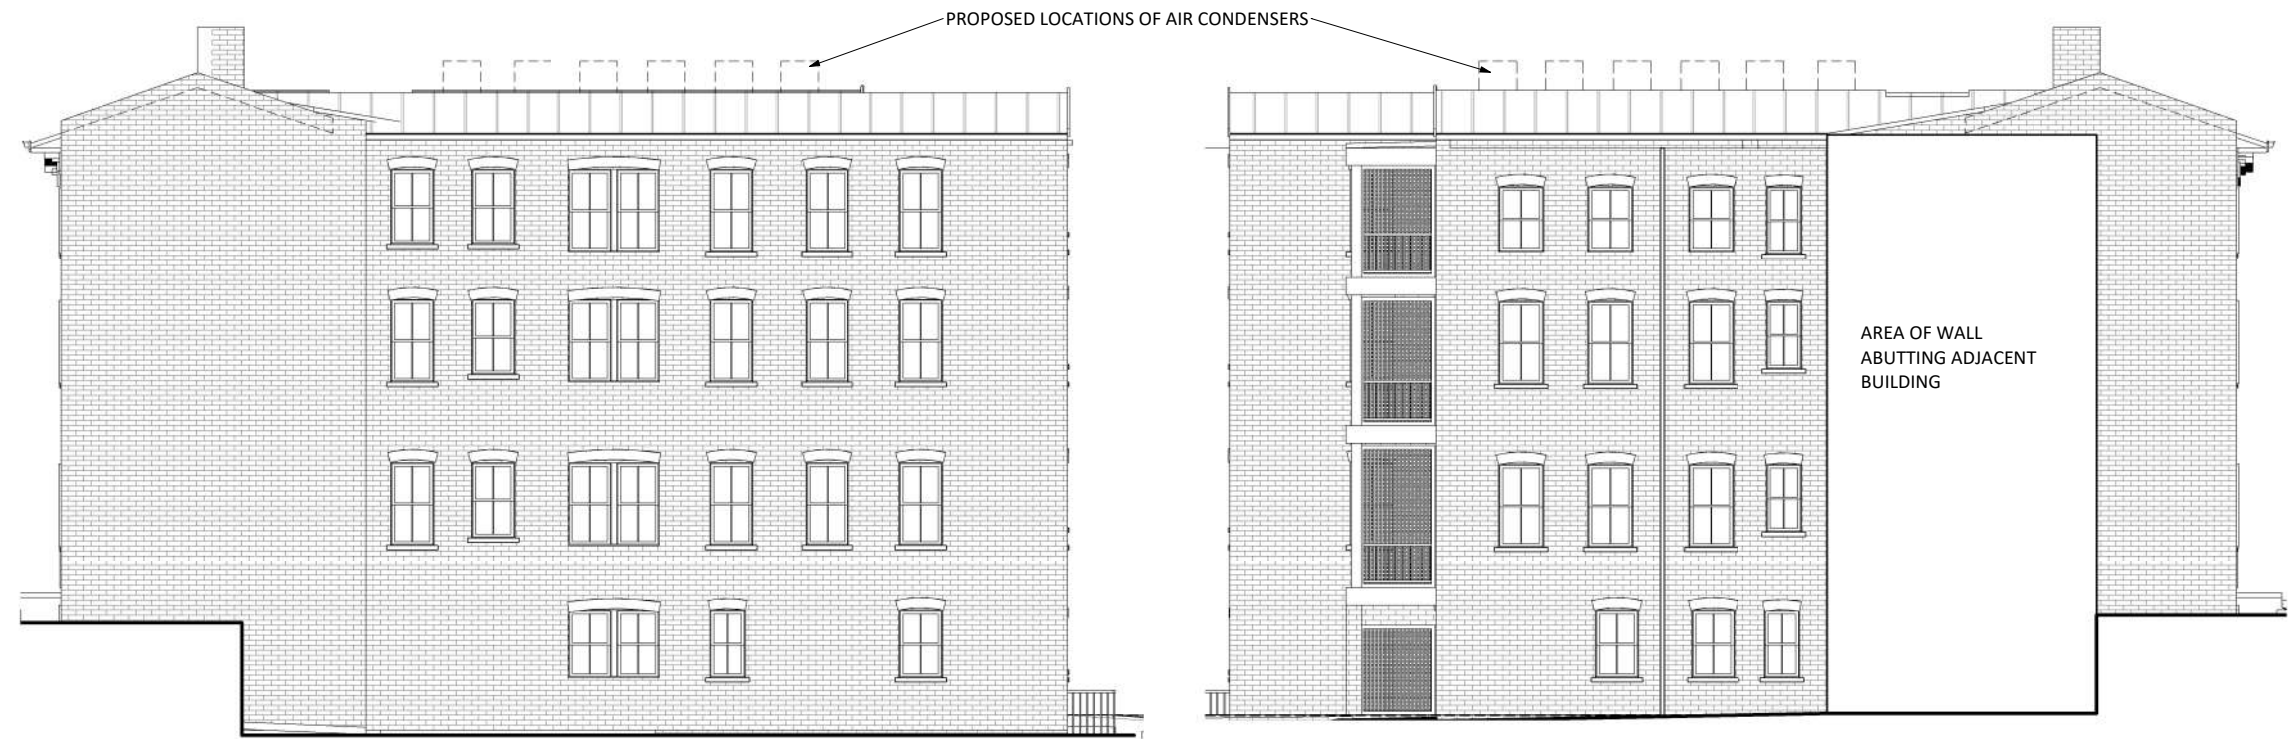 PROPOSED LOCATIONS OF AIR CONDENSERS
AREA OF WALL
ABUTTING ADJACENT
BUILDING